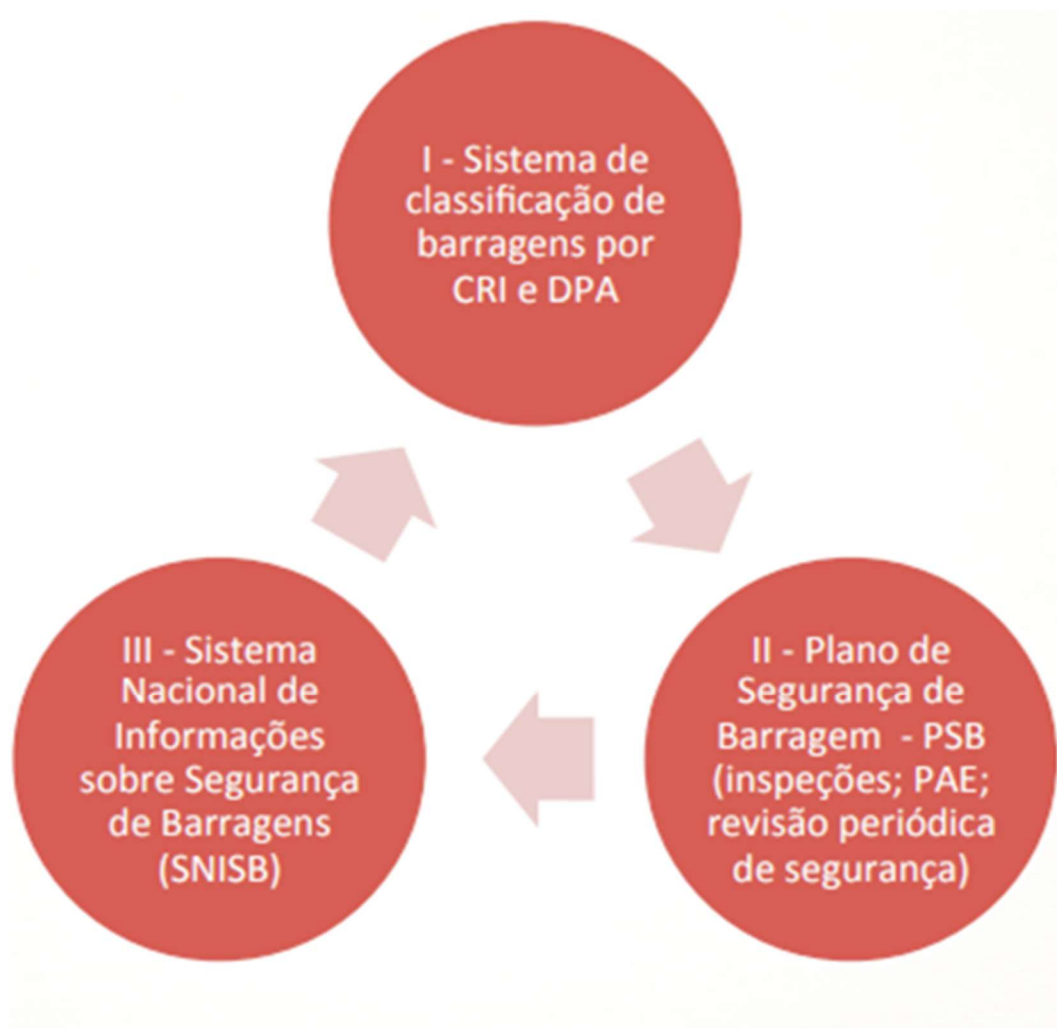 I - Sistema de
classificação de
barragens por
CRI e DPA
II - Plano de
Segurança de
Barragem - PSB
(inspeções; PAE;
revisão periódica
de segurança)
III - Sistema
Nacional de
Informações
sobre Segurança
de Barragens
(SNISB)